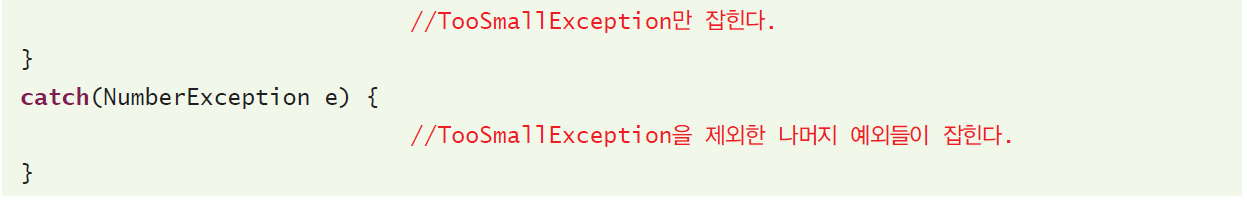 //TooSmallException만 잡힌다.
}
catch(NumberException e) {
//TooSmallException을 제외한 나머지 예외들이 잡힌다.
}